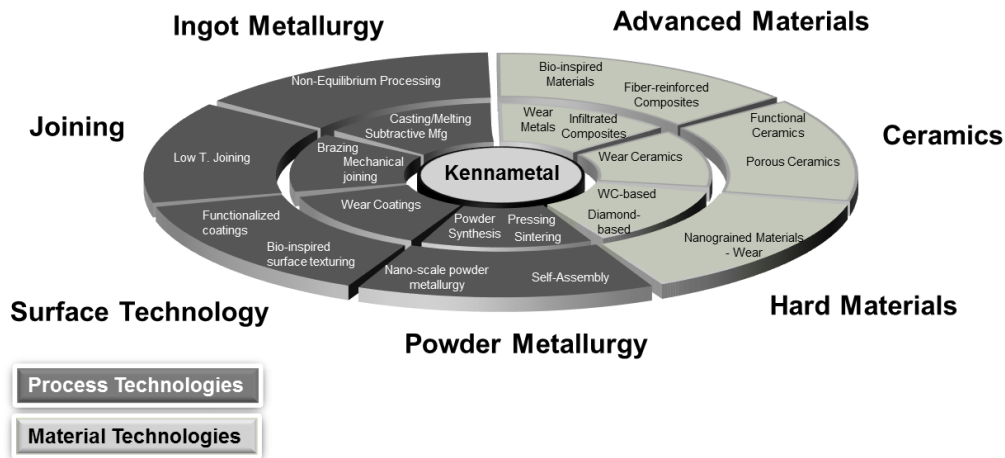 Ingot Metallurgy
Advanced Materials
Non-Equilibrium Processing
Bio-inspired
Materials
Fiber-reinforced
Composites
Joining
Casting/Melting
Subtractive Mfg
Wear
Metals
Infiltrated
Composites
Functional
Ceramics
Ceramics
Low T. Joining
Brazing
Mechanical
joining
Kennametal
Wear Ceramics
Porous Ceramics
Wear Coatings
WC-based
Diamond-
based
Functionalized
coatings
Powder
Synthesis
Pressing
Sintering
Bio-inspired
surface texturing
Nanograined Materials
- Wear
Nano-scale powder
metallurgy
Self-Assembly
Surface Technology
Hard Materials
Powder Metallurgy
Process Technologies
Material Technologies